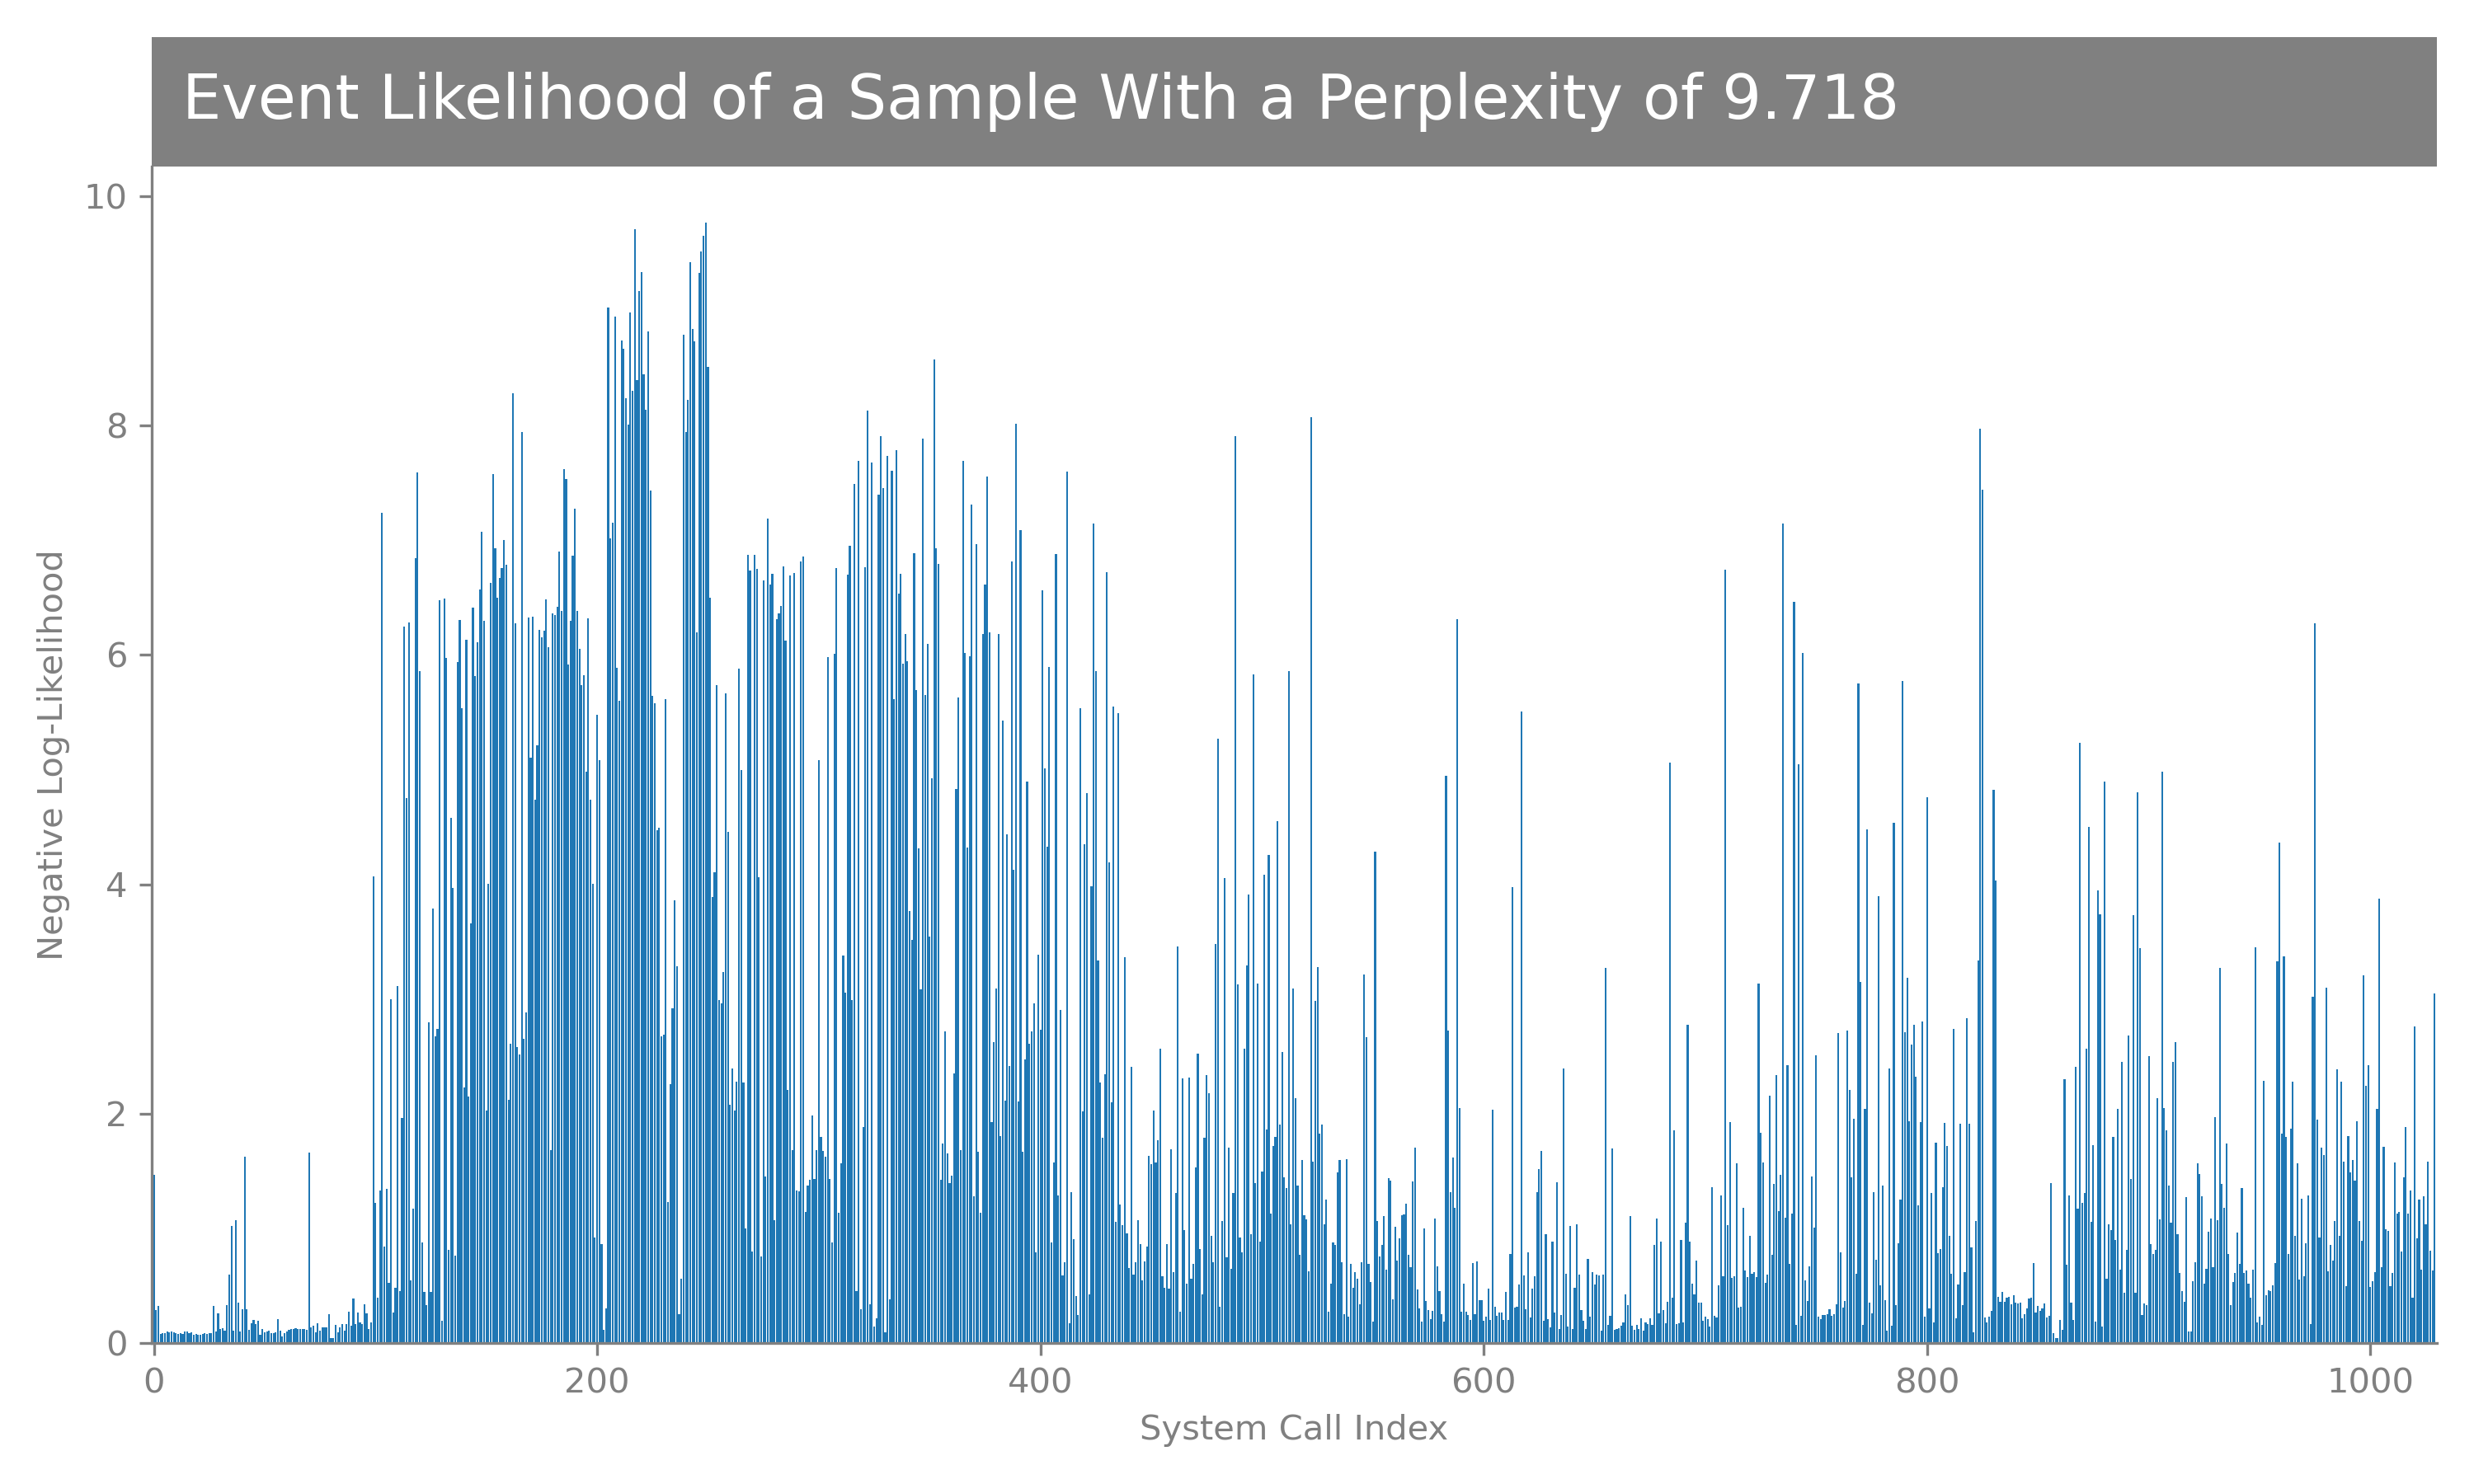 Event Likelihood of a Sample With a Perplexity of 9.718
10
8
6
4
2
0
Negative Log-Likelihood
0 200 400 600 800 1000
System Call Index